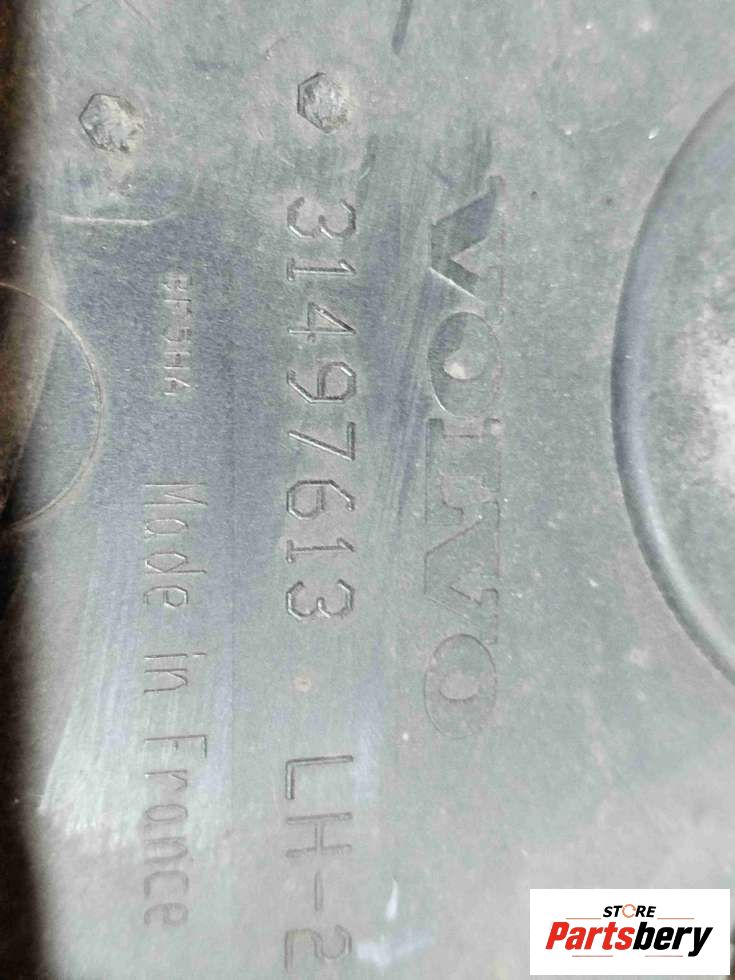 VOLVO
31497613 LH-2
Made in France
STORE
Partsbery